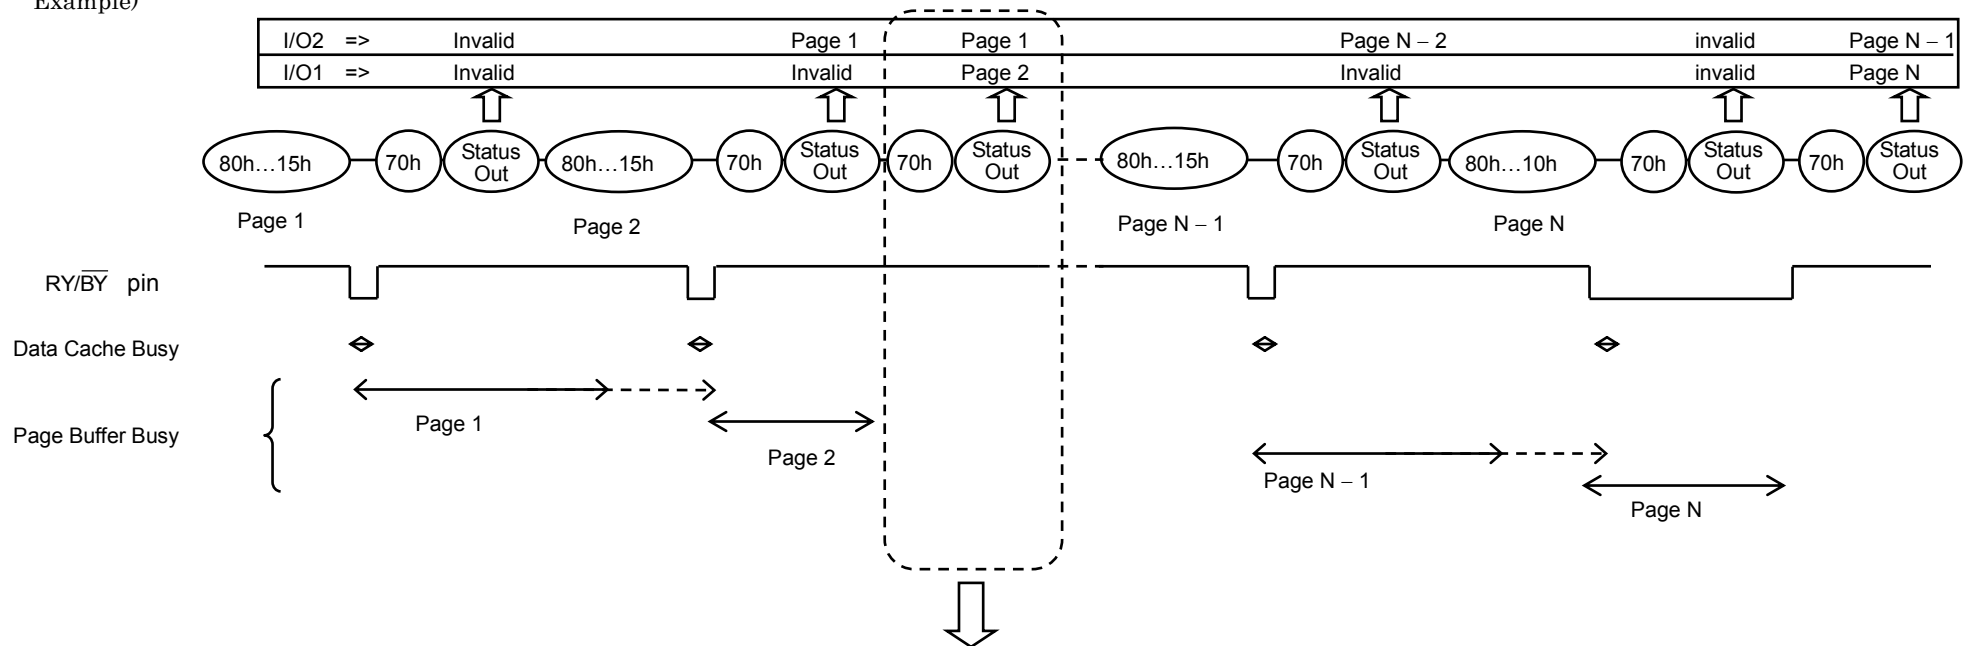 Example)
I/O2 => Invalid Page 1 Page 1 Page N – 2 invalid Page N – 1
I/O1 => Invalid Invalid Page 2 Invalid invalid Page N
80h…15h 70h Status Out 80h…15h 70h Status Out 70h Status Out 80h…15h 70h Status Out 80h…10h 70h Status Out 70h Status Out
Page 1 Page 2 Page N – 1 Page N
RY/B̅Y̅ pin
Data Cache Busy
Page Buffer Busy
Page 1
Page 2
Page N – 1
Page N